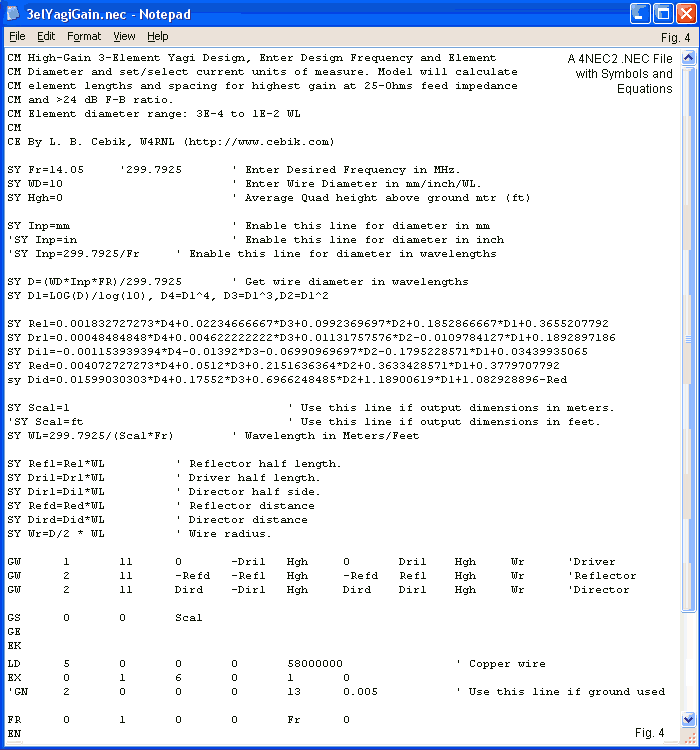 3elYagiGain.nec - Notepad
File Edit Format View Help
Fig. 4
A 4NEC2 .NEC File
with Symbols and
Equations
CM High-Gain 3-Element Yagi Design, Enter Design Frequency and Element
CM Diameter and set/select current units of measure. Model will calculate
CM element lengths and spacing for highest gain at 25-Ohms feed impedance
CM and >24 dB F-B ratio.
CM Element diameter range: 3E-4 to 1E-2 WL
CM
CE By L. B. Cebik, W4RNL (http://www.cebik.com)
SY Fr=14.05 '299.7925 ' Enter Desired Frequency in MHz.
SY WD=10 ' Enter Wire Diameter in mm/inch/WL.
SY Hgh=0 ' Average Quad height above ground mtr (ft)
SY Inp=mm ' Enable this line for diameter in mm
'SY Inp=in ' Enable this line for diameter in inch
'SY Inp=299.7925/Fr ' Enable this line for diameter in wavelengths
SY D=(WD*Inp*FR)/299.7925 ' Get wire diameter in wavelengths
SY D1=LOG(D)/log(10), D4=D1^4, D3=D1^3,D2=D1^2
SY Rel=0.001832727273*D4+0.02234666667*D3+0.0992369697*D2+0.1852866667*D1+0.3655207792
SY Drl=0.00048484848*D4+0.004622222222*D3+0.01131757576*D2-0.0109784127*D1+0.1892897186
SY Dil=-0.001153939394*D4-0.01392*D3-0.06990969697*D2-0.1795228571*D1+0.03439935065
SY Red=0.004072727273*D4+0.0512*D3+0.2151636364*D2+0.3633428571*D1+0.3779707792
sy Did=0.01599030303*D4+0.17552*D3+0.6966248485*D2+1.18900619*D1+1.082928896-Red
SY Scal=1 ' Use this line if output dimensions in meters.
'SY Scal=ft ' Use this line if output dimensions in feet.
SY WL=299.7925/(Scal*Fr) ' Wavelength in Meters/Feet
SY Refl=Rel*WL ' Reflector half length.
SY Dril=Drl*WL ' Driver half length.
SY Dirl=Dil*WL ' Director half side.
SY Refd=Red*WL ' Reflector distance
SY Dird=Did*WL ' Director distance
SY Wr=D/2 * WL ' Wire radius.
GW 1 11 0 -Dril Hgh 0 Dril Hgh Wr 'Driver
GW 2 11 -Refd -Refl Hgh -Refd Refl Hgh Wr 'Reflector
GW 2 11 Dird -Dirl Hgh Dird Dirl Hgh Wr 'Director
GS 0 0 Scal
GE
EK
LD 5 0 0 0 58000000 ' Copper wire
EX 0 1 6 0 1 0
'GN 2 0 0 0 13 0.005 ' Use this line if ground used
FR 0 1 0 0 Fr 0
EN
Fig. 4